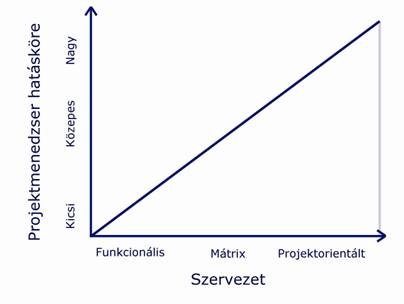 Projektmenedzser hatásköre
Nagy
Közepes
Kicsi
Funkcionális
Mátrix
Projektorientált
Szervezet